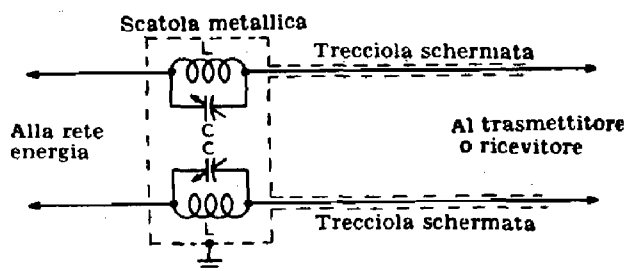 Scatola metallica
L
Trecciola schermata
C
Alla rete
energia
Al trasmettitore
o ricevitore
C
L
Trecciola schermata